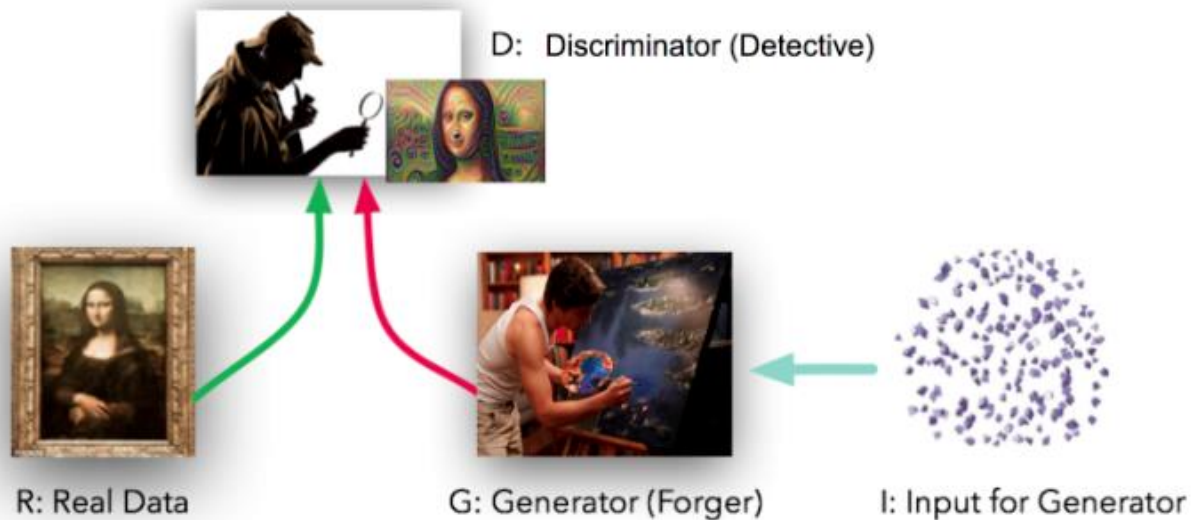 D: Discriminator (Detective)
R: Real Data
G: Generator (Forger)
I: Input for Generator